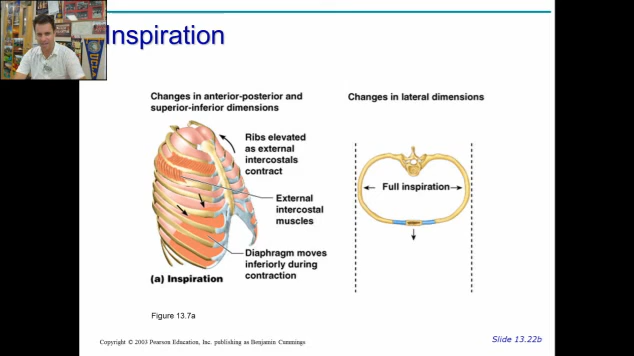 Inspiration
Changes in anterior-posterior and
superior-inferior dimensions
Changes in lateral dimensions
Ribs elevated
as external
intercostals
contract
Full inspiration
External
intercostal
muscles
Diaphragm moves
inferiorly during
contraction
(a) Inspiration
Figure 13.7a
Copyright © 2003 Pearson Education, Inc. publishing as Benjamin Cummings
Slide 13.22b